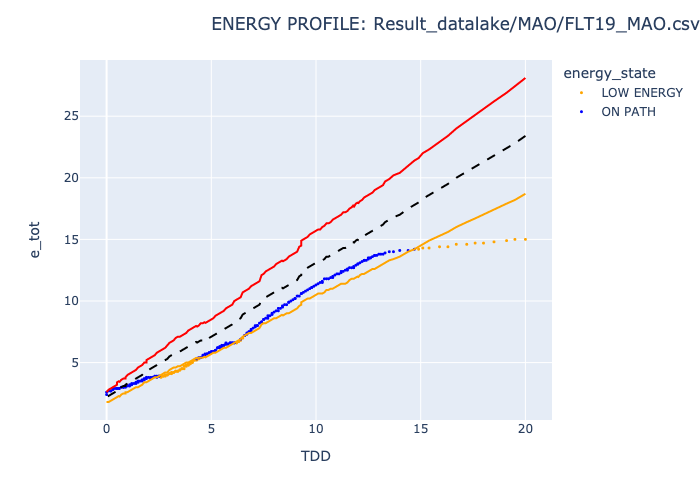 ENERGY PROFILE: Result_datalake/MAO/FLT19_MAO.csv
energy_state
LOW ENERGY
ON PATH
25
20
15
10
5
e_tot
0
5
10
15
20
TDD